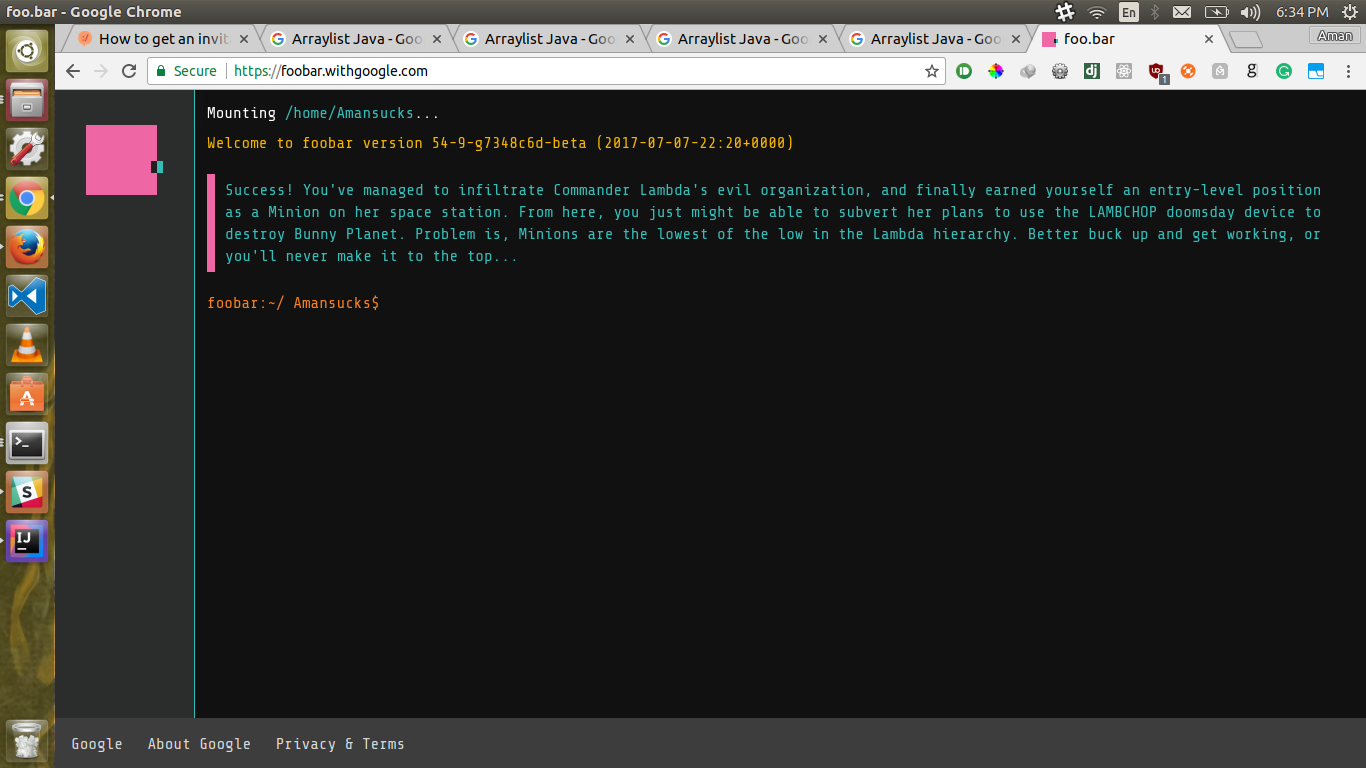 foo.bar - Google Chrome
En
6:34 PM
How to get an invit
Arraylist Java - Goo
Arraylist Java - Goo
Arraylist Java - Goo
Arraylist Java - Goo
foo.bar
Aman
Secure
https://foobar.withgoogle.com
dj
1
g
Mounting /home/Amansucks...
Welcome to foobar version 54-9-g7348c6d-beta (2017-07-07-22:20+0000)
Success! You've managed to infiltrate Commander Lambda's evil organization, and finally earned yourself an entry-level position
as a Minion on her space station. From here, you just might be able to subvert her plans to use the LAMBCHOP doomsday device to
destroy Bunny Planet. Problem is, Minions are the lowest of the low in the Lambda hierarchy. Better buck up and get working, or
you'll never make it to the top...
foobar:~/ Amansucks$
A
>_
S
IJ
Google
About Google
Privacy & Terms